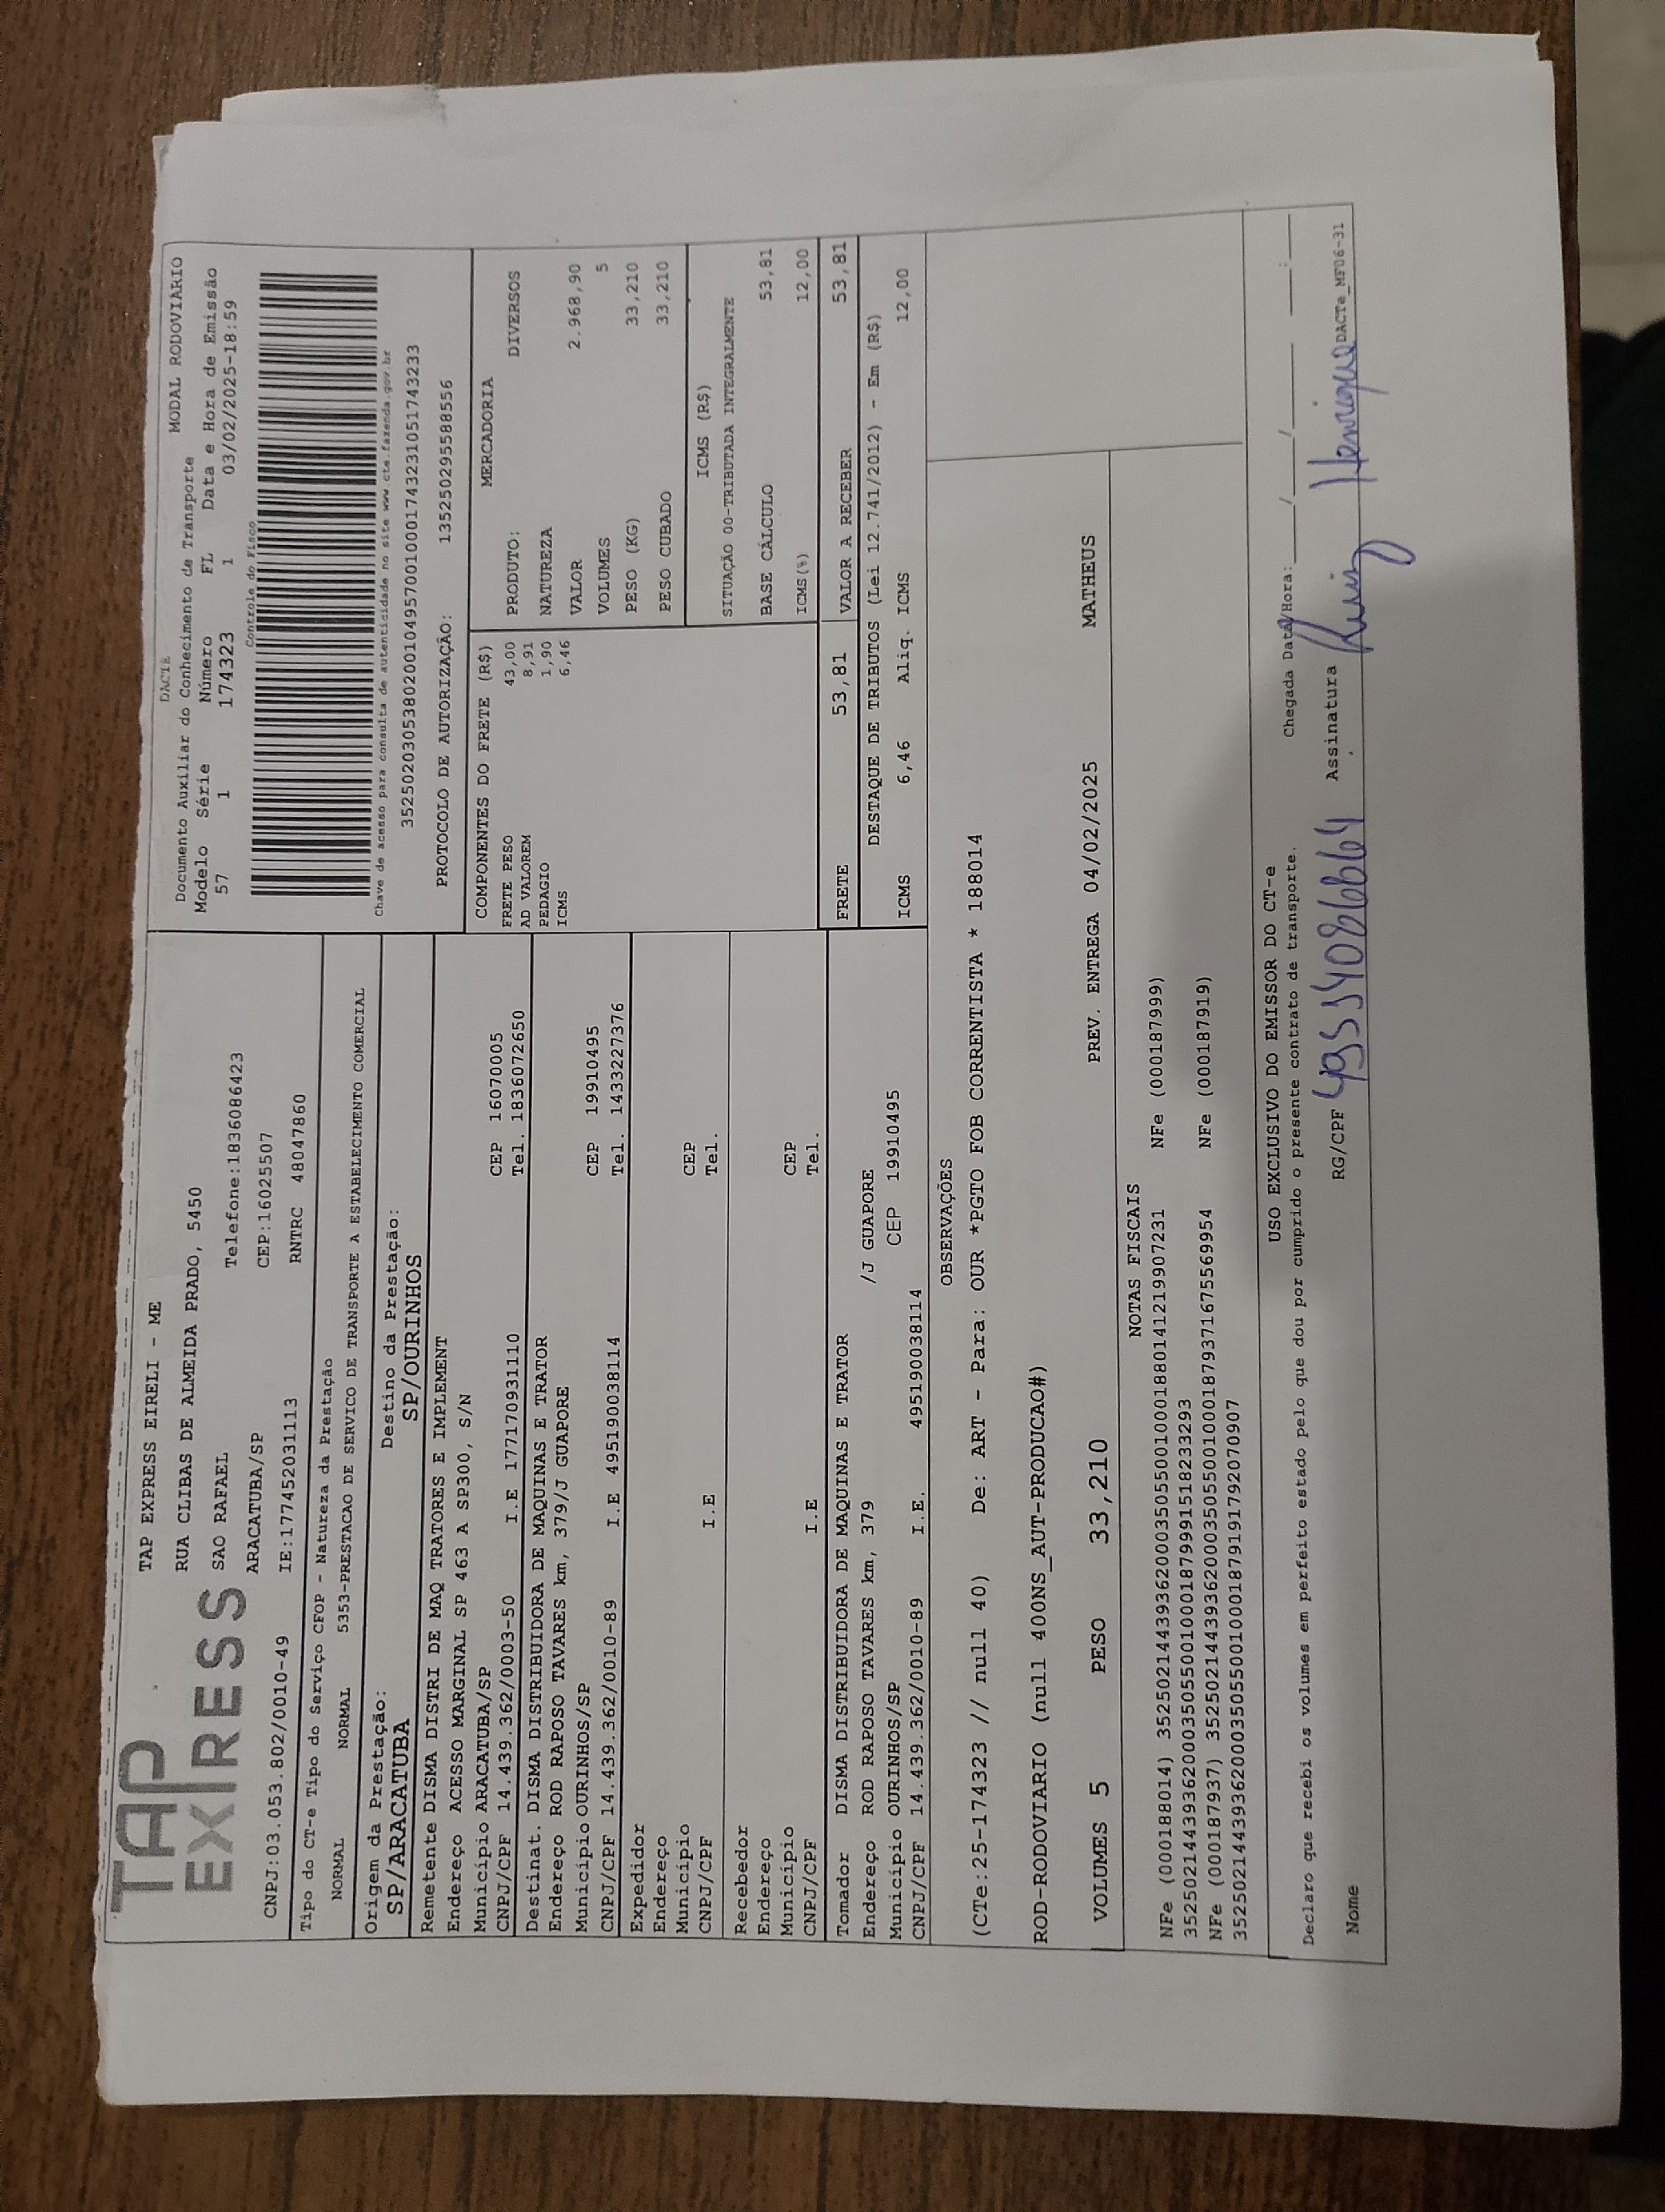 TAP EXPRESS
TAP EXPRESS EIRELI - ME
RUA CLIBAS DE ALMEIDA PRADO, 5450
SAO RAFAEL Telefone:1836086423
ARACATUBA/SP CEP:16025507
CNPJ:03.053.802/0010-49 IE:177452031113 RNTRC 48047860
DACTE
Documento Auxiliar do Conhecimento de Transporte MODAL RODOVIÁRIO
Modelo Série Número FL Data e Hora de Emissão
57 1 174323 1 03/02/2025-18:59
Controle do Fisco
Chave de acesso para consulta de autenticidade no site www.cte.fazenda.gov.br
35250203053802001049570010001743231051743233
PROTOCOLO DE AUTORIZAÇÃO: 135250295588556
Tipo do CT-e Tipo do Serviço CFOP - Natureza da Prestação
NORMAL NORMAL 5353-PRESTACAO DE SERVICO DE TRANSPORTE A ESTABELECIMENTO COMERCIAL
Origem da Prestação: Destino da Prestação:
SP/ARACATUBA SP/OURINHOS
Remetente DISMA DISTRI DE MAQ TRATORES E IMPLEMENT
Endereço ACESSO MARGINAL SP 463 A SP300, S/N
Município ARACATUBA/SP CEP 16070005
CNPJ/CPF 14.439.362/0003-50 I.E 177170931110 Tel. 1836072650
Destinat. DISMA DISTRIBUIDORA DE MAQUINAS E TRATOR
Endereço ROD RAPOSO TAVARES km, 379/J GUAPORE
Município OURINHOS/SP CEP 19910495
CNPJ/CPF 14.439.362/0010-89 I.E 495190038114 Tel. 1433227376
Expedidor
Endereço
Município CEP
CNPJ/CPF I.E Tel.
Recebedor
Endereço
Município CEP
CNPJ/CPF I.E Tel.
Tomador DISMA DISTRIBUIDORA DE MAQUINAS E TRATOR
Endereço ROD RAPOSO TAVARES km, 379 /J GUAPORE
Município OURINHOS/SP CEP 19910495
CNPJ/CPF 14.439.362/0010-89 I.E. 495190038114
COMPONENTES DO FRETE (R$)
FRETE PESO 43,00
AD VALOREM 8,91
PEDAGIO 1,90
ICMS 6,46
MERCADORIA
PRODUTO: DIVERSOS
NATUREZA
VALOR 2.968,90
VOLUMES 5
PESO (KG) 33,210
PESO CUBADO 33,210
ICMS (R$)
SITUAÇÃO 00-TRIBUTADA INTEGRALMENTE
BASE CÁLCULO 53,81
ICMS(%) 12,00
FRETE 53,81 VALOR A RECEBER 53,81
DESTAQUE DE TRIBUTOS (Lei 12.741/2012) - Em (R$)
ICMS 6,46 Aliq. ICMS 12,00
OBSERVAÇÕES
(CTe:25-174323 // null 40) De: ART - Para: OUR *PGTO FOB CORRENTISTA * 188014
ROD-RODOVIARIO (null 400NS_AUT-PRODUCAO#)
VOLUMES 5 PESO 33,210 PREV. ENTREGA 04/02/2025 MATHEUS
NOTAS FISCAIS
NFe (000188014) 35250214439362000350550010001880141219907231 NFe (000187999)
35250214439362000350550010001879991518233293
NFe (000187937) 35250214439362000350550010001879371675569954 NFe (000187919)
35250214439362000350550010001879191792070907
USO EXCLUSIVO DO EMISSOR DO CT-e
Declaro que recebi os volumes em perfeito estado pelo que dou por cumprido o presente contrato de transporte. Chegada Data/Hora: / / :
Nome RG/CPF Assinatura Henrique DACTe_MF06-31